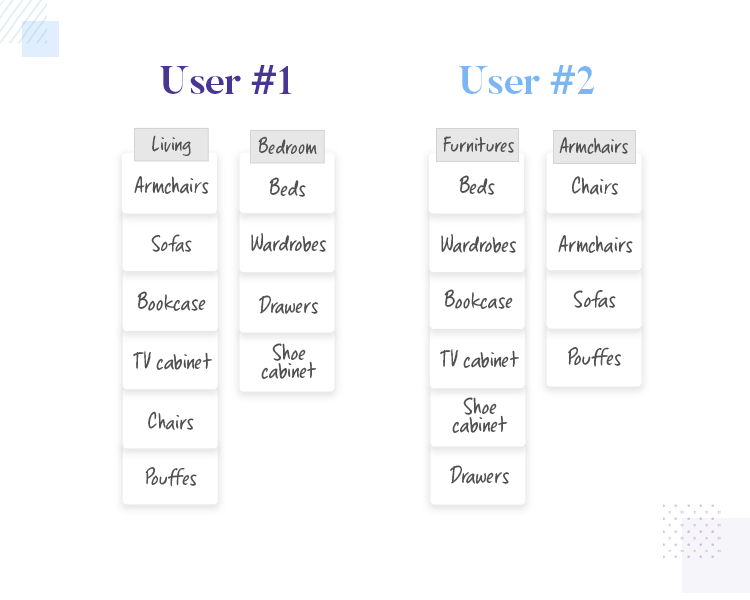 User #1
Living
Armchairs
Sofas
Bookcase
TV cabinet
Chairs
Pouffes
Bedroom
Beds
Wardrobes
Drawers
Shoe
cabinet
User #2
Furnitures
Beds
Wardrobes
Bookcase
TV cabinet
Shoe
cabinet
Drawers
Armchairs
Chairs
Armchairs
Sofas
Pouffes